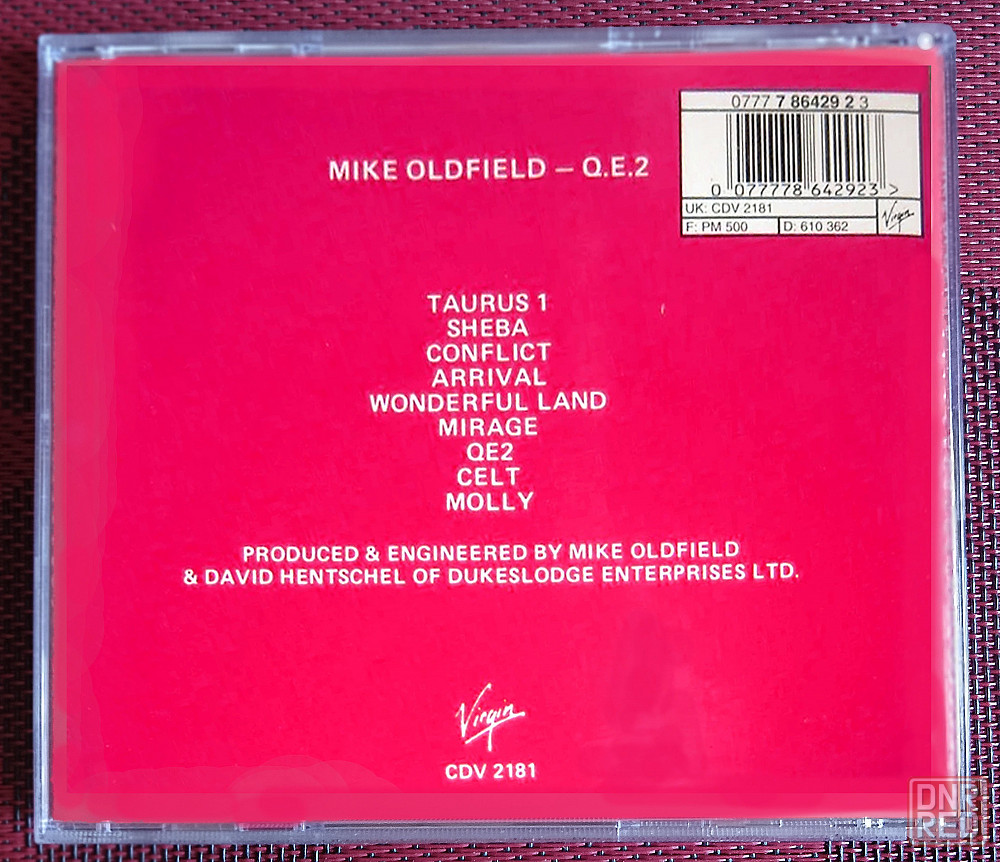 MIKE OLDFIELD – Q.E.2
0777 7 86429 2 3
0 077778 642923 >
UK: CDV 2181
F: PM 500
D: 610 362
Virgin
TAURUS 1
SHEBA
CONFLICT
ARRIVAL
WONDERFUL LAND
MIRAGE
QE2
CELT
MOLLY
PRODUCED & ENGINEERED BY MIKE OLDFIELD
& DAVID HENTSCHEL OF DUKESLODGE ENTERPRISES LTD.
Virgin
CDV 2181
DNR
RED